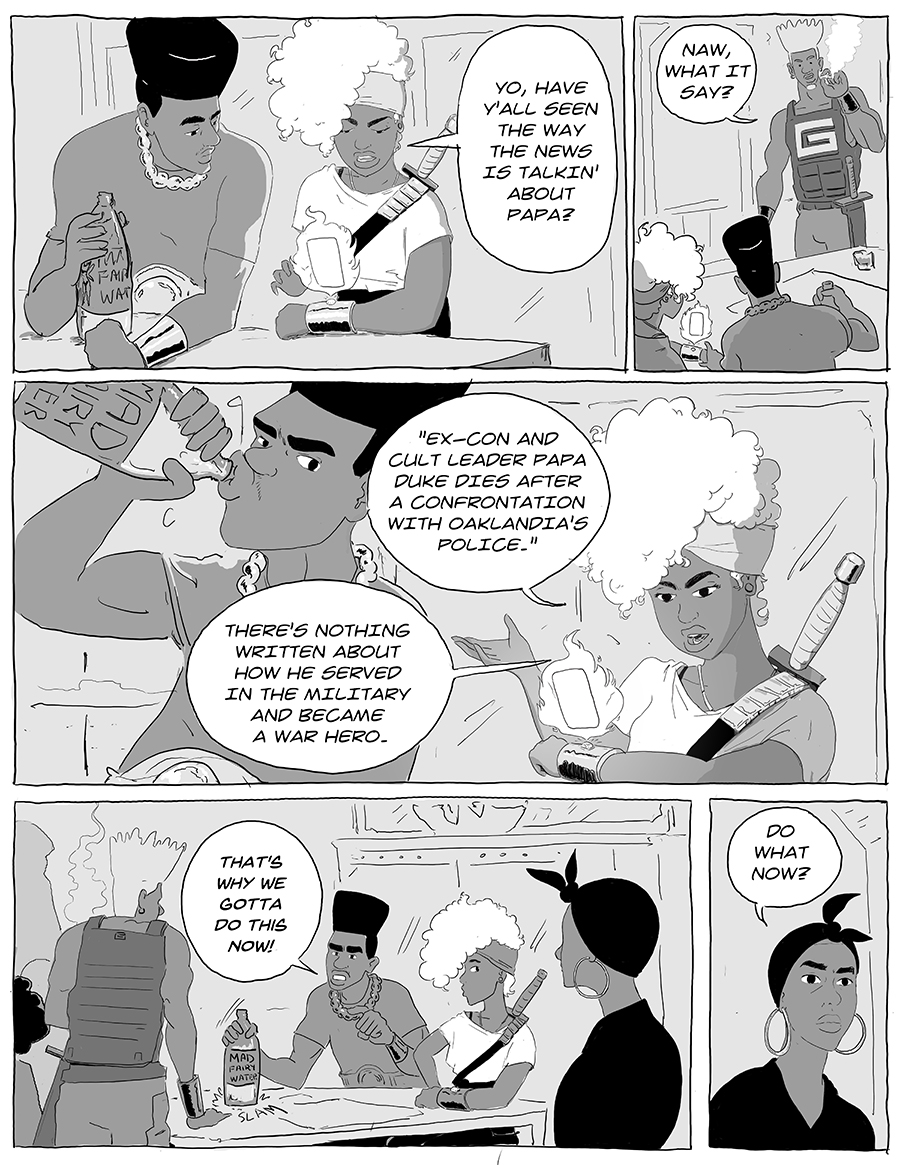 YO, HAVE
Y'ALL SEEN
THE WAY
THE NEWS
IS TALKIN'
ABOUT
PAPA?
FAIRY
WAT
NAW,
WHAT IT
SAY?
G
MAD
"EX-CON AND
CULT LEADER PAPA
DUKE DIES AFTER
A CONFRONTATION
WITH OAKLANDIA'S
POLICE."
THERE'S NOTHING
WRITTEN ABOUT
HOW HE SERVED
IN THE MILITARY
AND BECAME
A WAR HERO.
THAT'S
WHY WE
GOTTA
DO THIS
NOW!
MAD
FAIRY
WATER
SLAM
DO
WHAT
NOW?